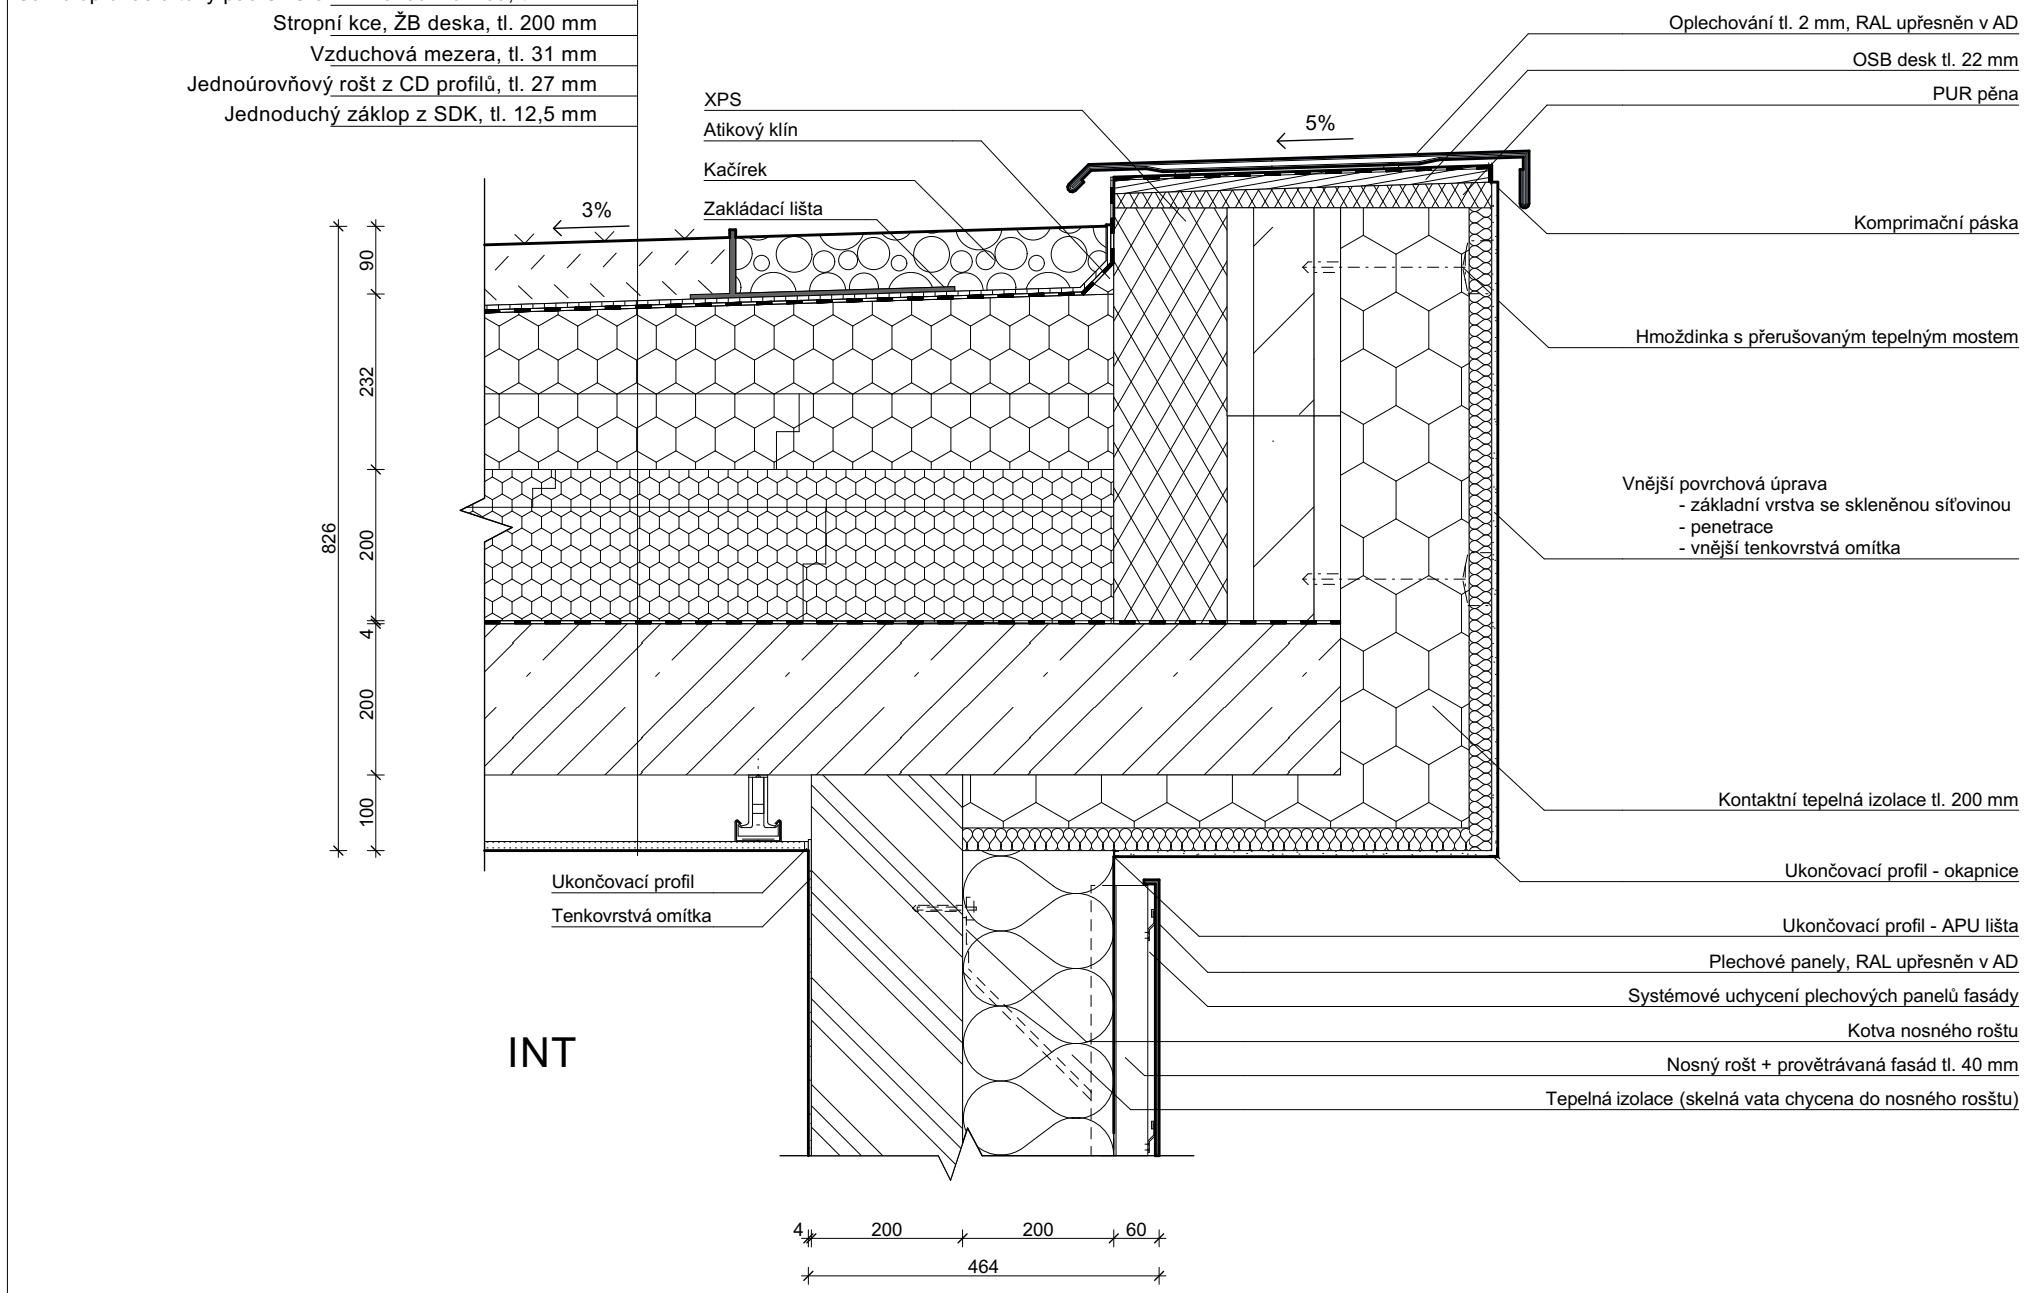 Stropní kce, ŽB deska, tl. 200 mm
Vzduchová mezera, tl. 31 mm
Jednoúrovňový rošt z CD profilů, tl. 27 mm
Jednoduchý záklop z SDK, tl. 12,5 mm
XPS
Atikový klín
Kačírek
Zakládací lišta
3%
5%
Oplechování tl. 2 mm, RAL upřesněn v AD
OSB desk tl. 22 mm
PUR pěna
Komprimační páska
Hmoždinka s přerušovaným tepelným mostem
Vnější povrchová úprava
- základní vrstva se skleněnou síťovinou
- penetrace
- vnější tenkovrstvá omítka
Kontaktní tepelná izolace tl. 200 mm
Ukončovací profil - okapnice
Ukončovací profil - APU lišta
Plechové panely, RAL upřesněn v AD
Systémové uchycení plechových panelů fasády
Kotva nosného roštu
Nosný rošt + provětrávaná fasád tl. 40 mm
Tepelná izolace (skelná vata chycena do nosného rosštu)
826
90
232
200
4
200
100
Ukončovací profil
Tenkovrstvá omítka
INT
4
200
200
60
464